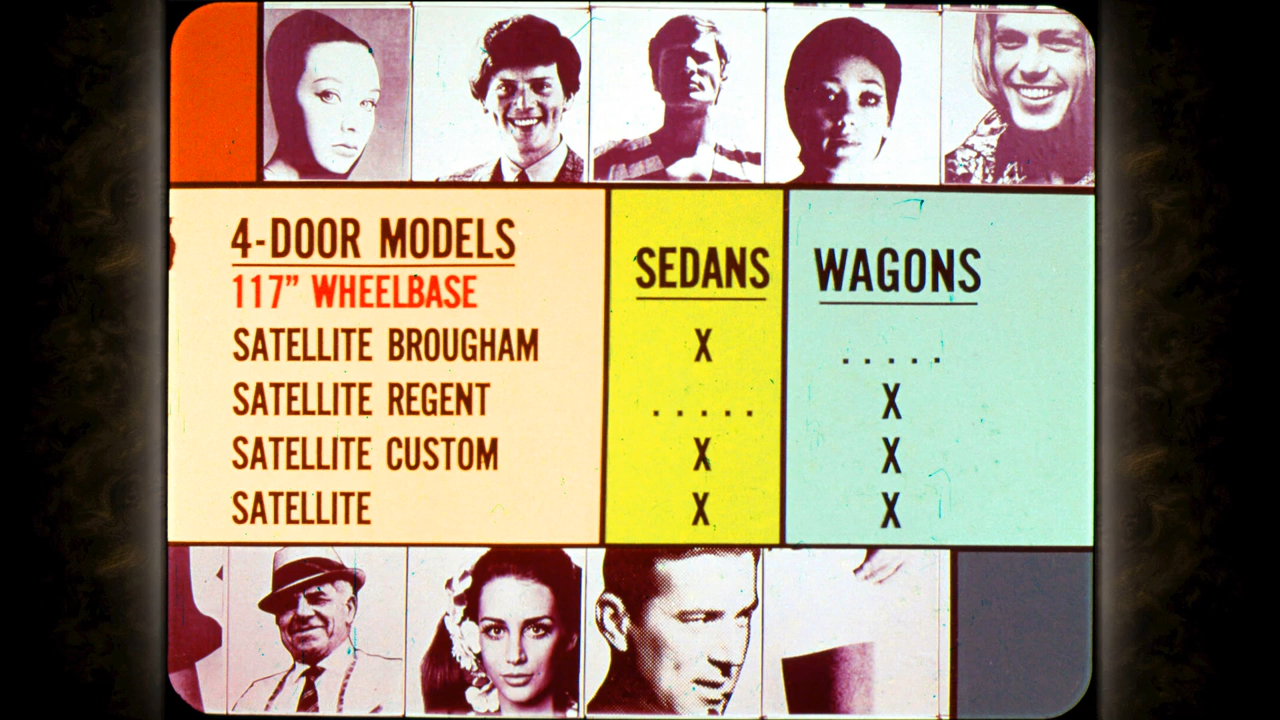 4-DOOR MODELS
117” WHEELBASE
SEDANS WAGONS
SATELLITE BROUGHAM X .....
SATELLITE REGENT ..... X
SATELLITE CUSTOM X X
SATELLITE X X